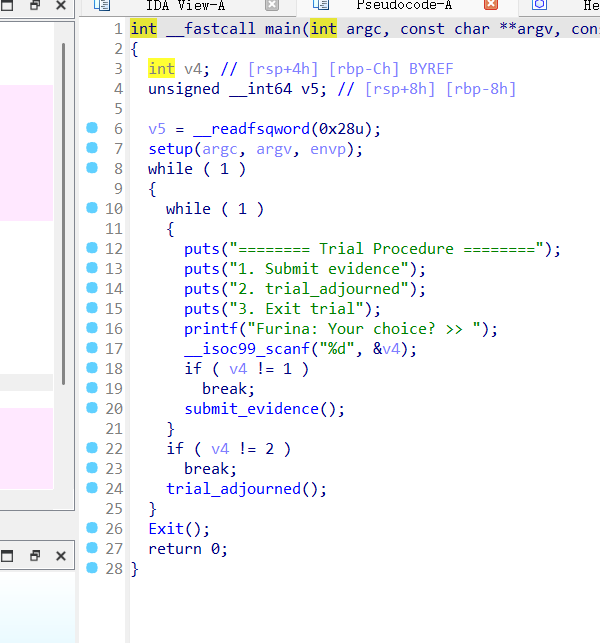 IDA View-A
Pseudocode-A
He
1 int __fastcall main(int argc, const char **argv, con
2 {
3 int v4; // [rsp+4h] [rbp-Ch] BYREF
4 unsigned __int64 v5; // [rsp+8h] [rbp-8h]
5
6 v5 = __readfsqword(0x28u);
7 setup(argc, argv, envp);
8 while ( 1 )
9 {
10 while ( 1 )
11 {
12 puts("======== Trial Procedure ========");
13 puts("1. Submit evidence");
14 puts("2. trial_adjourned");
15 puts("3. Exit trial");
16 printf("Furina: Your choice? >> ");
17 __isoc99_scanf("%d", &v4);
18 if ( v4 != 1 )
19 break;
20 submit_evidence();
21 }
22 if ( v4 != 2 )
23 break;
24 trial_adjourned();
25 }
26 Exit();
27 return 0;
28 }